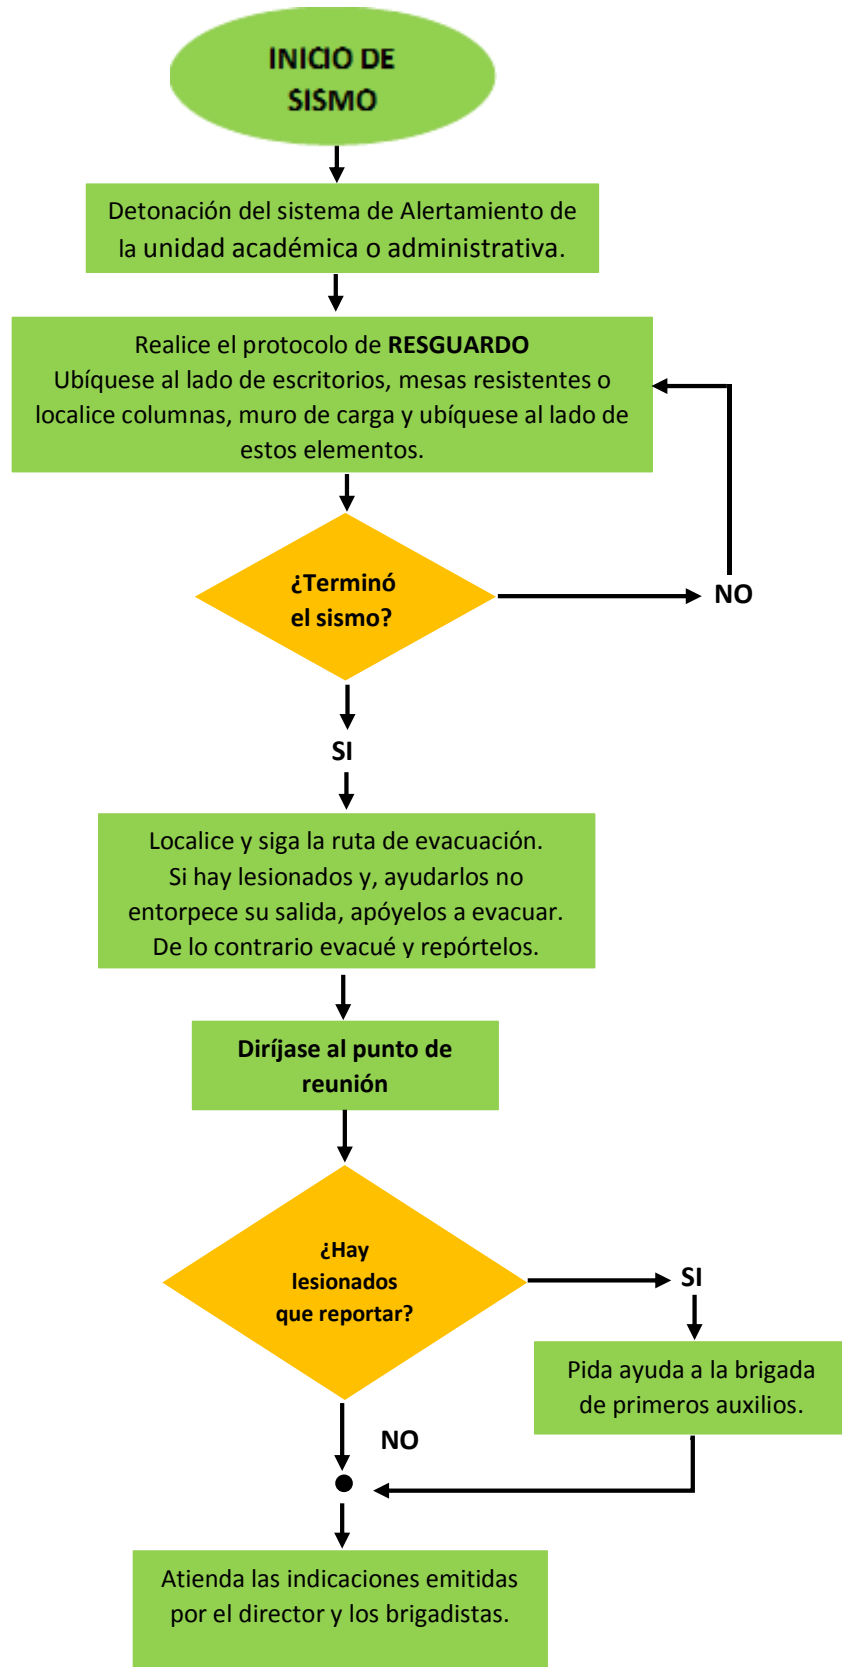 INICIO DE
SISMO
Detonación del sistema de Alertamiento de
la unidad académica o administrativa.
Realice el protocolo de RESGUARDO
Ubíquese al lado de escritorios, mesas resistentes o
localice columnas, muro de carga y ubíquese al lado de
estos elementos.
¿Terminó
el sismo?
NO
SI
Localice y siga la ruta de evacuación.
Si hay lesionados y, ayudarlos no
entorpece su salida, apóyelos a evacuar.
De lo contrario evacué y repórtelos.
Diríjase al punto de
reunión
¿Hay
lesionados
que reportar?
SI
Pida ayuda a la brigada
de primeros auxilios.
NO
Atienda las indicaciones emitidas
por el director y los brigadistas.